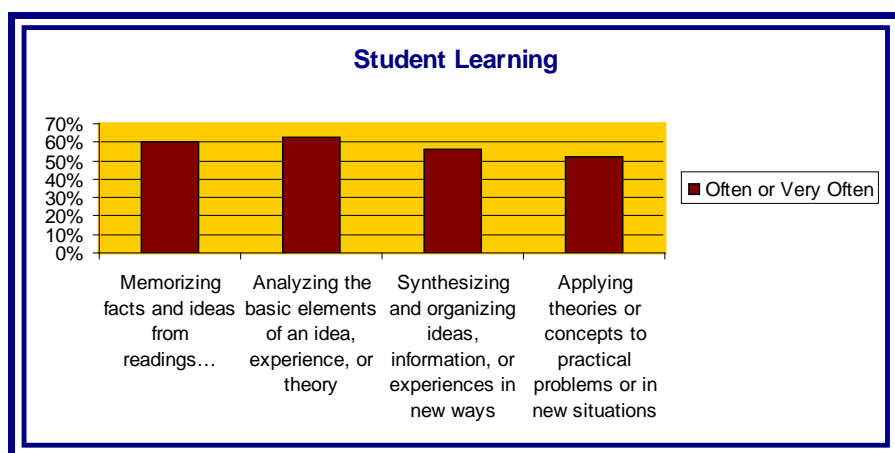 Student Learning
70%
60%
50%
40%
30%
20%
10%
0%
Memorizing
facts and ideas
from
readings…
Analyzing the
basic elements
of an idea,
experience, or
theory
Synthesizing
and organizing
ideas,
information, or
experiences in
new ways
Applying
theories or
concepts to
practical
problems or in
new situations
Often or Very Often